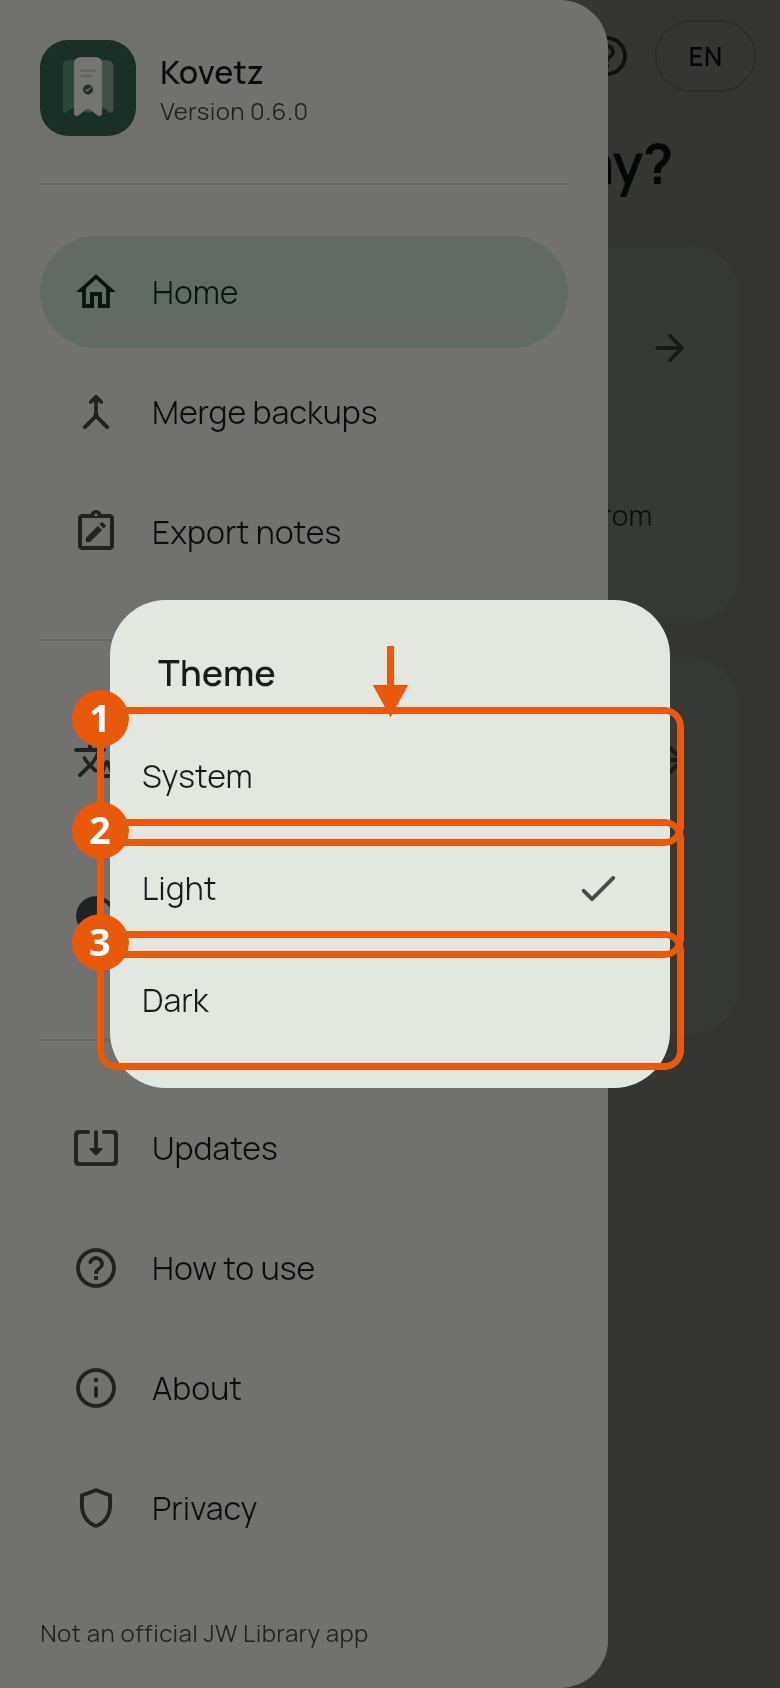 Kovetz
Version 0.6.0
EN
Home
Merge backups
Export notes
Theme
1
System
2
Light
3
Dark
Updates
How to use
About
Privacy
Not an official JW Library app